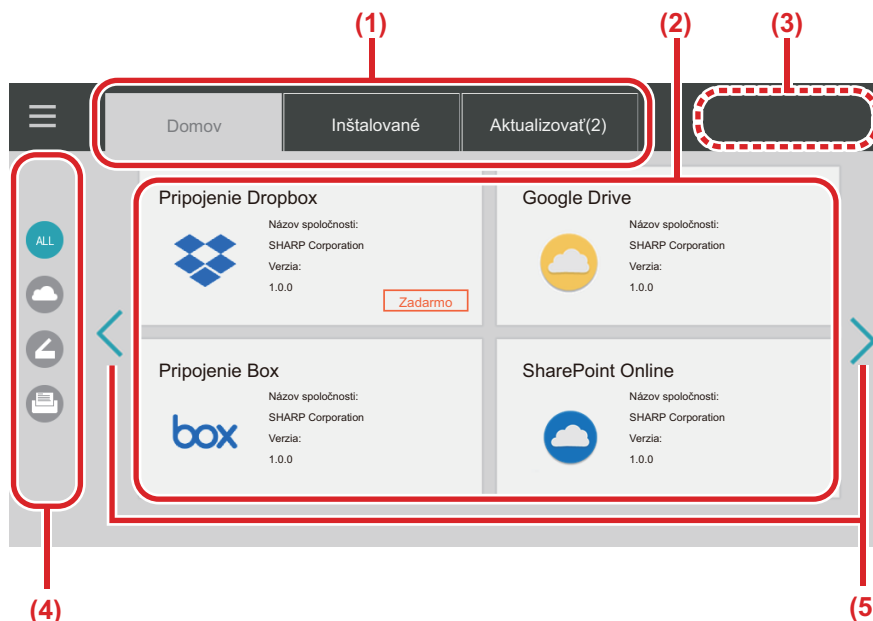 (1)
(2)
(3)
Domov
Inštalované
Aktualizovať(2)
ALL
Pripojenie Dropbox
Názov spoločnosti:
SHARP Corporation
Verzia:
1.0.0
Zadarmo
Google Drive
Názov spoločnosti:
SHARP Corporation
Verzia:
1.0.0
Pripojenie Box
box
Názov spoločnosti:
SHARP Corporation
Verzia:
1.0.0
SharePoint Online
Názov spoločnosti:
SHARP Corporation
Verzia:
1.0.0
(4)
(5